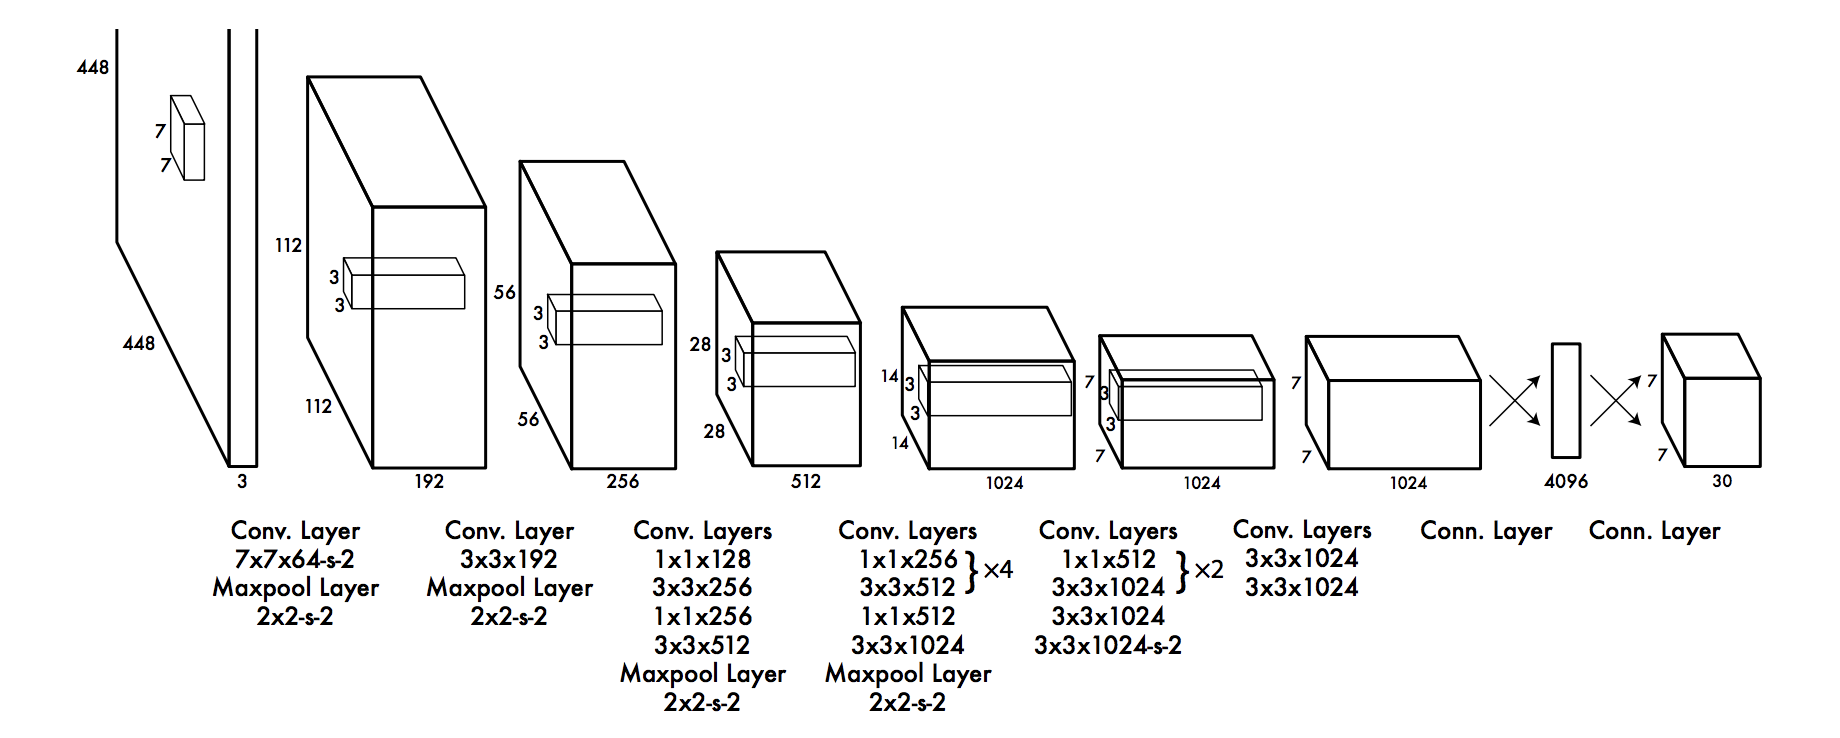 448
7
7
448
3
112
3
3
112
192
56
3
3
56
256
28
3
3
28
512
14
3
3
14
1024
7
3
3
7
1024
7
7
1024
4096
7
7
30
Conv. Layer
7x7x64-s-2
Maxpool Layer
2x2-s-2
Conv. Layer
3x3x192
Maxpool Layer
2x2-s-2
Conv. Layers
1x1x128
3x3x256
1x1x256
3x3x512
Maxpool Layer
2x2-s-2
Conv. Layers
1x1x256
3x3x512
} ×4
1x1x512
3x3x1024
Maxpool Layer
2x2-s-2
Conv. Layers
1x1x512
3x3x1024
} ×2
3x3x1024
3x3x1024-s-2
Conv. Layers
3x3x1024
3x3x1024
Conn. Layer
Conn. Layer